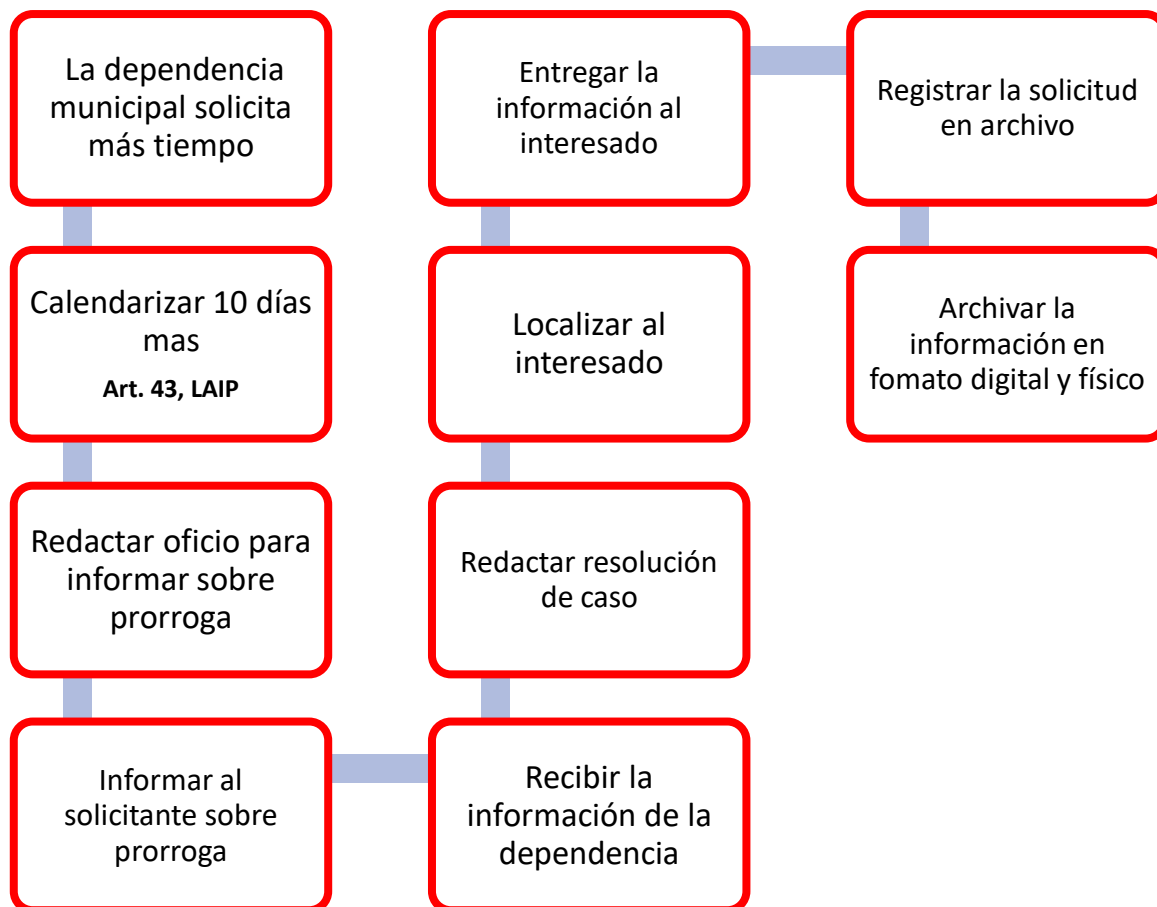 La dependencia
municipal solicita
más tiempo
Calendarizar 10 días
mas
Art. 43, LAIP
Redactar oficio para
informar sobre
prorroga
Informar al
solicitante sobre
prorroga
Recibir la
información de la
dependencia
Redactar resolución
de caso
Localizar al
interesado
Entregar la
información al
interesado
Registrar la solicitud
en archivo
Archivar la
información en
fomato digital y físico